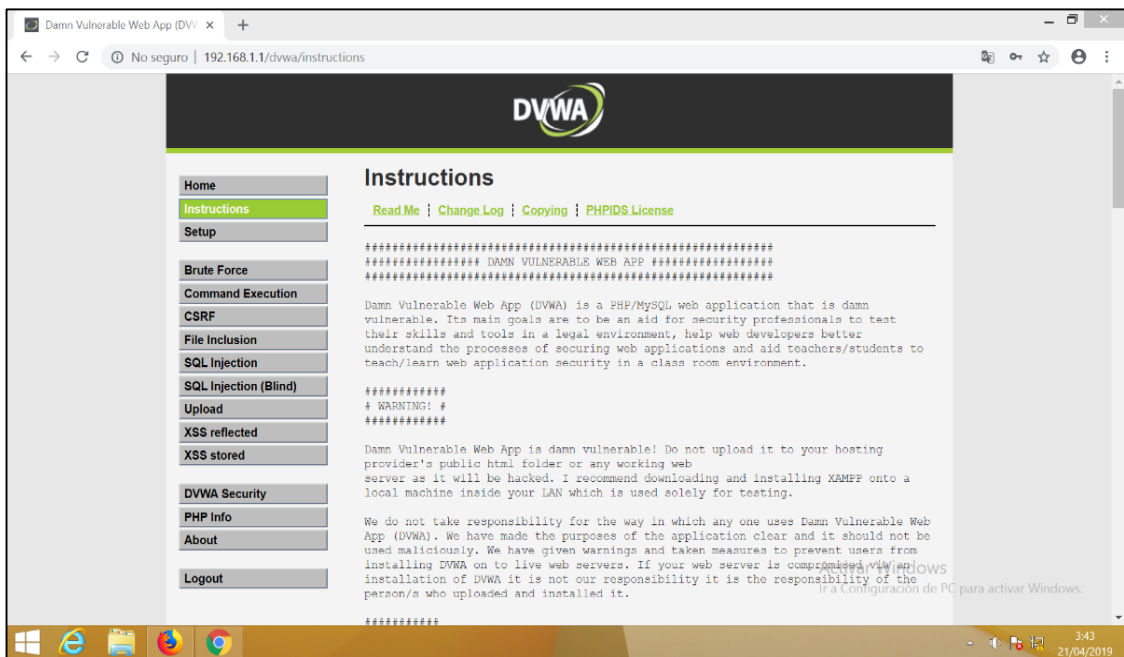 Damn Vulnerable Web App (DVW
No seguro | 192.168.1.1/dvwa/instructions
DVWA
Home
Instructions
Setup
Brute Force
Command Execution
CSRF
File Inclusion
SQL Injection
SQL Injection (Blind)
Upload
XSS reflected
XSS stored
DVWA Security
PHP Info
About
Logout
Instructions
Read Me | Change Log | Copying | PHPIDS License
############################################################
################# DAMN VULNERABLE WEB APP ##################
############################################################
Damn Vulnerable Web App (DVWA) is a PHP/MySQL web application that is damn
vulnerable. Its main goals are to be an aid for security professionals to test
their skills and tools in a legal environment, help web developers better
understand the processes of securing web applications and aid teachers/students to
teach/learn web application security in a class room environment.
############
# WARNING! #
############
Damn Vulnerable Web App is damn vulnerable! Do not upload it to your hosting
provider's public html folder or any working web
server as it will be hacked. I recommend downloading and installing XAMPP onto a
local machine inside your LAN which is used solely for testing.
We do not take responsibility for the way in which any one uses Damn Vulnerable Web
App (DVWA). We have made the purposes of the application clear and it should not be
used maliciously. We have given warnings and taken measures to prevent users from
installing DVWA on to live web servers. If your web server is compromised via an
installation of DVWA it is not our responsibility it is the responsibility of the
person/s who uploaded and installed it.
###########
Activar Windows
Ir a Configuración de PC para activar Windows.
3:43
21/04/2019